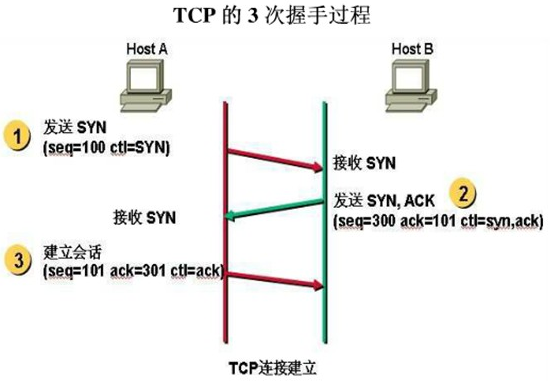 TCP 的 3 次握手过程
Host A
Host B
1
发送 SYN
(seq=100 ctl=SYN)
接收 SYN
发送 SYN, ACK
2
(seq=300 ack=101 ctl=syn,ack)
接收 SYN
3
建立会话
(seq=101 ack=301 ctl=ack)
TCP连接建立